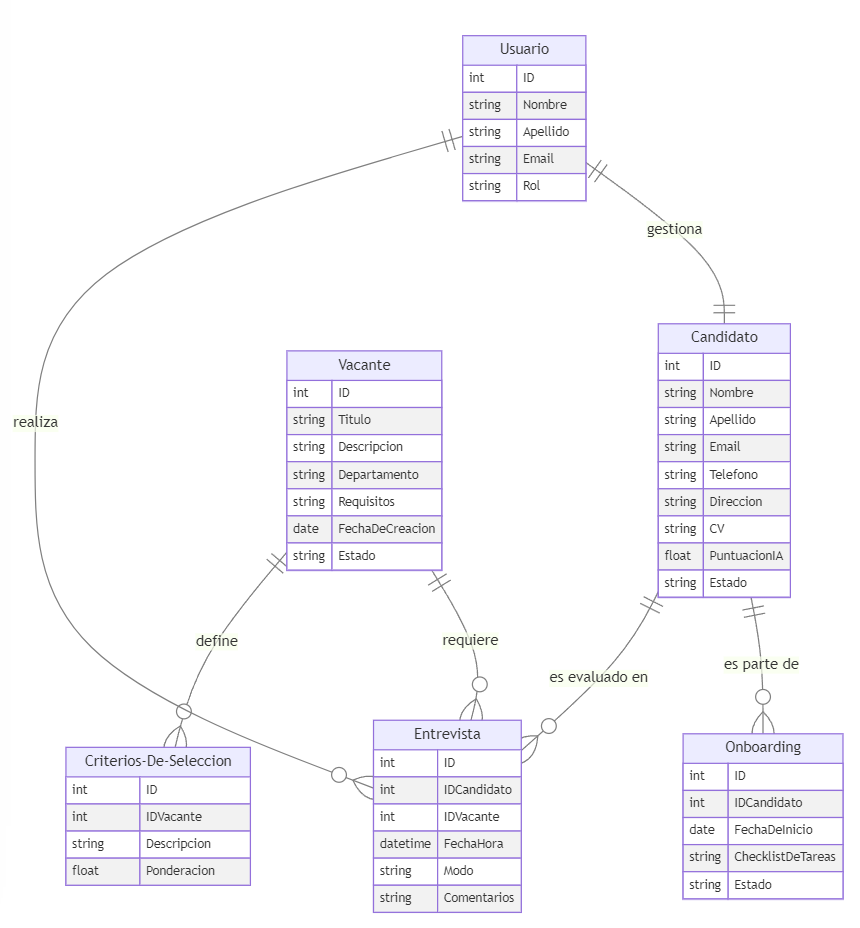 Usuario
int ID
string Nombre
string Apellido
string Email
string Rol
gestiona
Candidato
int ID
string Nombre
string Apellido
string Email
string Telefono
string Direccion
string CV
float PuntuacionIA
string Estado
Vacante
int ID
string Titulo
string Descripcion
string Departamento
string Requisitos
date FechaDeCreacion
string Estado
realiza
define
requiere
es evaluado en
es parte de
Criterios-De-Seleccion
int ID
int IDVacante
string Descripcion
float Ponderacion
Entrevista
int ID
int IDCandidato
int IDVacante
datetime FechaHora
string Modo
string Comentarios
Onboarding
int ID
int IDCandidato
date FechaDeInicio
string ChecklistDeTareas
string Estado